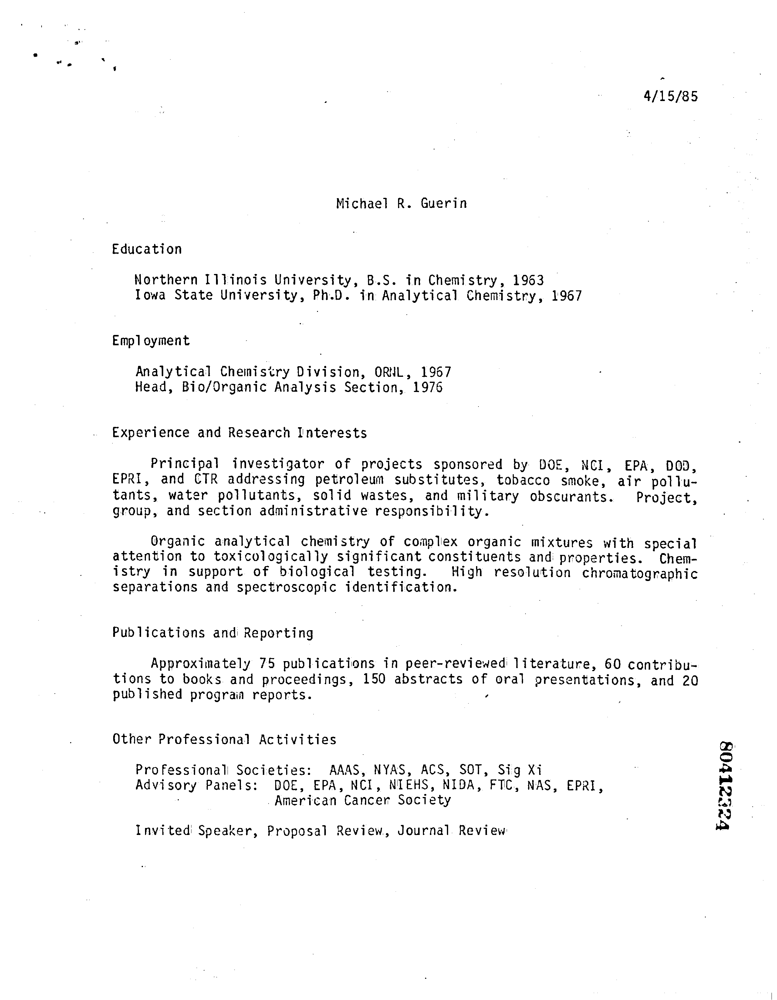 4/15/85
Michael R. Guerin
Education
Northern Illinois University, B.S. in Chemistry, 1963
Iowa State University, Ph.D. in Analytical Chemistry, 1967
Employment
Analytical Chemistry Division, ORNL, 1967
Head, Bio/Organic Analysis Section, 1976
Experience and Research Interests
Principal investigator of projects sponsored by DOE, NCI, EPA, DOD,
EPRI, and CTR addressing petroleum substitutes, tobacco smoke, air pollu-
tants, water pollutants, solid wastes, and military obscurants. Project,
group, and section administrative responsibility.
Organic analytical chemistry of complex organic mixtures with special
attention to toxicologically significant constituents and properties. Chem-
istry in support of biological testing. High resolution chromatographic
separations and spectroscopic identification.
Publications and Reporting
Approximately 75 publications in peer-reviewed literature, 60 contribu-
tions to books and proceedings, 150 abstracts of oral presentations, and 20
published program reports.
Other Professional Activities
Professional Societies: AAAS, NYAS, ACS, SOT, Sig Xi
Advisory Panels: DOE, EPA, NCI, NIEHS, NIDA, FTC, NAS, EPRI,
American Cancer Society
Invited Speaker, Proposal Review, Journal Review
80412324